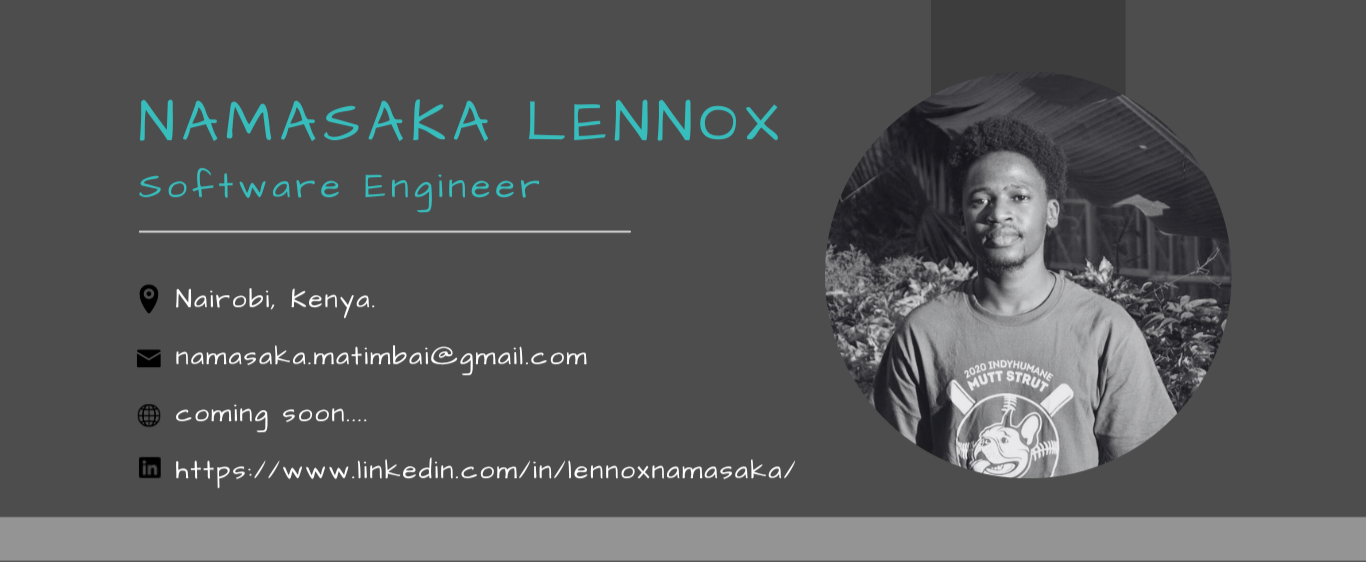 NAMASAKA LENNOX
Software Engineer
Nairobi, Kenya.
namasaka.matimbai@gmail.com
coming soon....
in https://www.linkedin.com/in/lennoxnamasaka/
2020 INDYHUMANE
MUTT STRUT